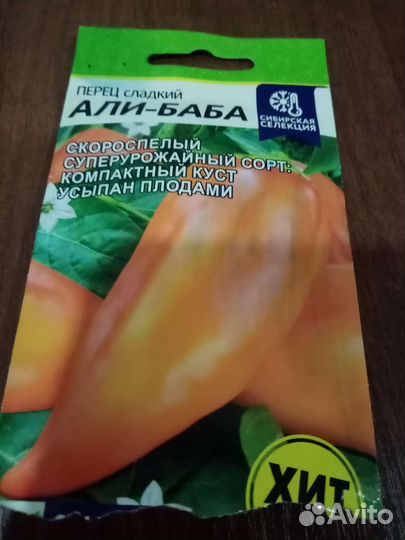 ПЕРЕЦ СЛАДКИЙ
АЛИ-БАБА
СИБИРСКАЯ
СЕЛЕКЦИЯ
СКОРОСПЕЛЫЙ
СУПЕРУРОЖАЙНЫЙ СОРТ:
КОМПАКТНЫЙ КУСТ
УСЫПАН ПЛОДАМИ
ХИТ
Avito